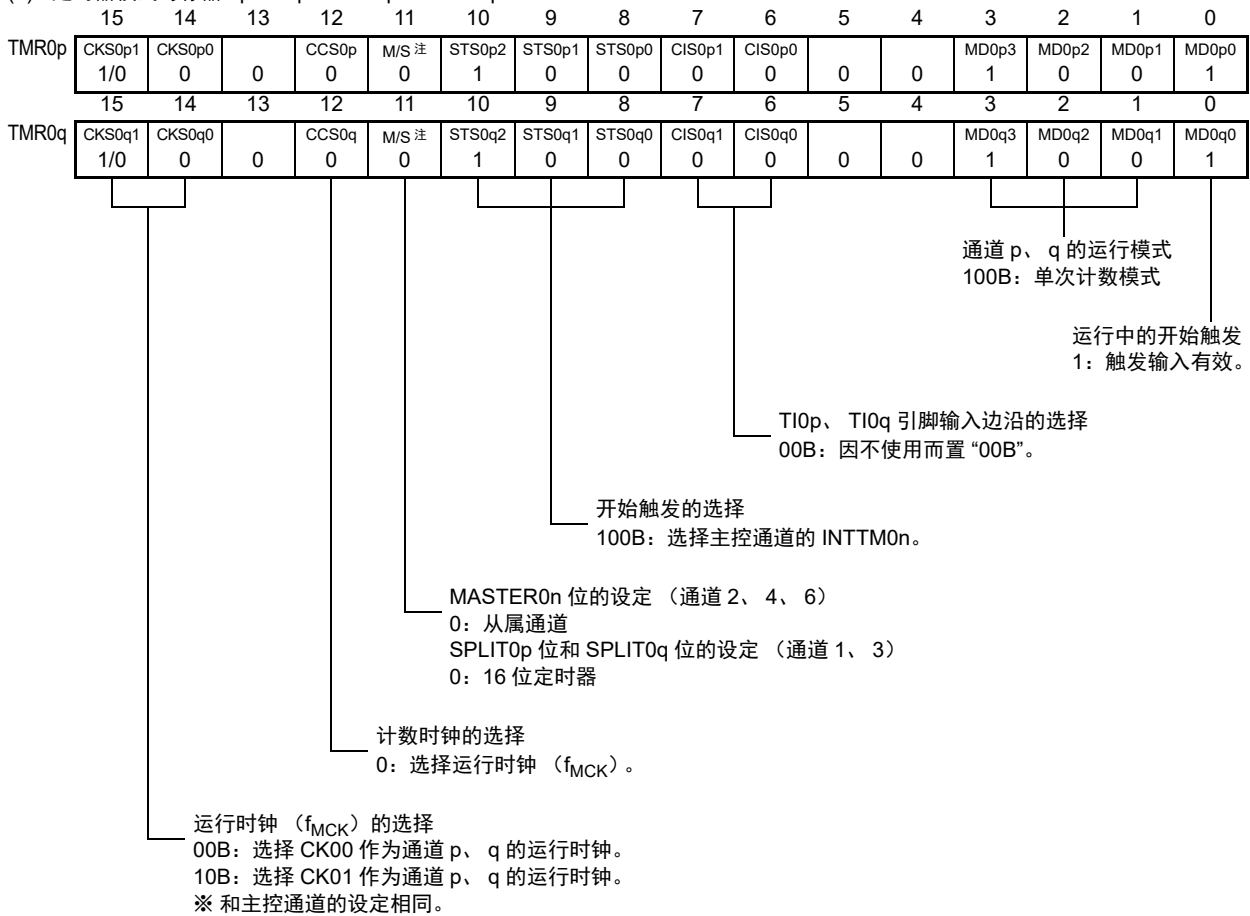 15 14 13 12 11 10 9 8 7 6 5 4 3 2 1 0
TMR0p CKS0p1 CKS0p0 CCS0p M/S 注 STS0p2 STS0p1 STS0p0 CIS0p1 CIS0p0 MD0p3 MD0p2 MD0p1 MD0p0
1/0 0 0 0 0 1 0 0 0 0 0 0 1 0 0 1
15 14 13 12 11 10 9 8 7 6 5 4 3 2 1 0
TMR0q CKS0q1 CKS0q0 CCS0q M/S 注 STS0q2 STS0q1 STS0q0 CIS0q1 CIS0q0 MD0q3 MD0q2 MD0q1 MD0q0
1/0 0 0 0 0 1 0 0 0 0 0 0 1 0 0 1
通道 p、 q 的运行模式
100B：单次计数模式
运行中的开始触发
1：触发输入有效。
TI0p、 TI0q 引脚输入边沿的选择
00B：因不使用而置 “00B”。
开始触发的选择
100B：选择主控通道的 INTTM0n。
MASTER0n 位的设定 （通道 2、 4、 6）
0：从属通道
SPLIT0p 位和 SPLIT0q 位的设定 （通道 1、 3）
0：16 位定时器
计数时钟的选择
0：选择运行时钟 （fMCK）。
运行时钟 （fMCK）的选择
00B：选择 CK00 作为通道 p、 q 的运行时钟。
10B：选择 CK01 作为通道 p、 q 的运行时钟。
※ 和主控通道的设定相同。